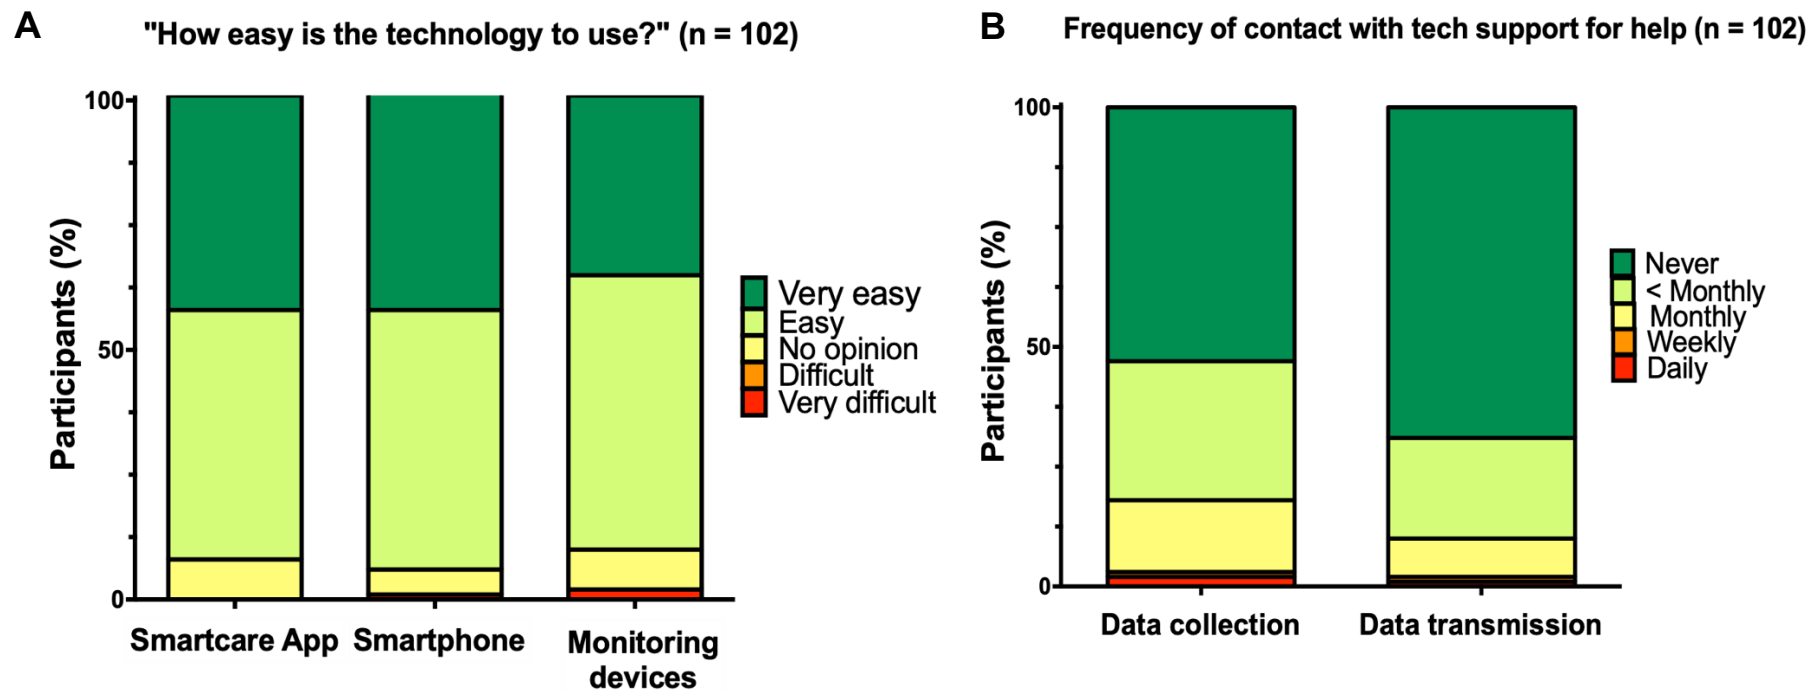 A
"How easy is the technology to use?" (n = 102)
100
50
0
Participants (%)
Smartcare App
Smartphone
Monitoring
devices
Very easy
Easy
No opinion
Difficult
Very difficult
B
Frequency of contact with tech support for help (n = 102)
100
50
0
Participants (%)
Data collection
Data transmission
Never
< Monthly
Monthly
Weekly
Daily